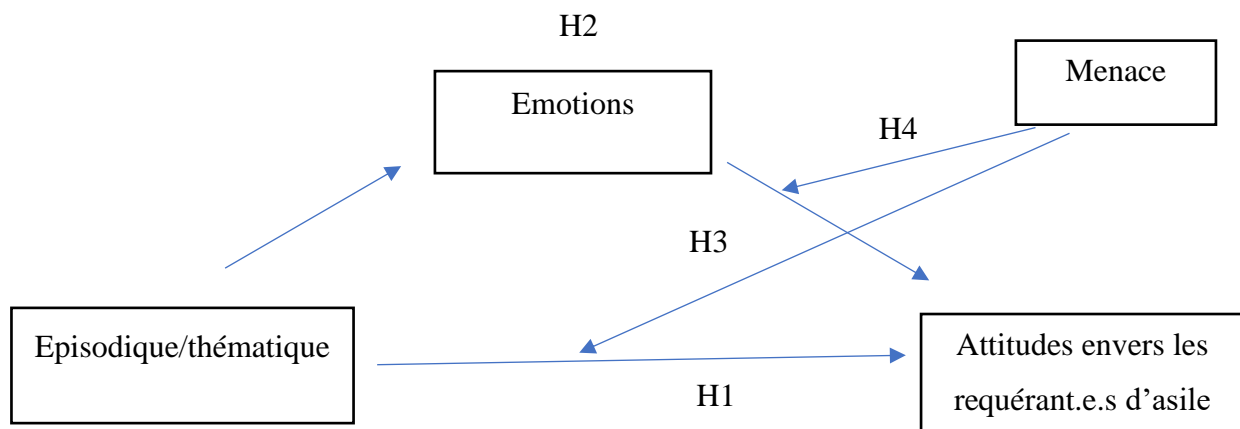 H2
Menace
Emotions
H4
H3
Episodique/thématique
Attitudes envers les
requérant.e.s d'asile
H1